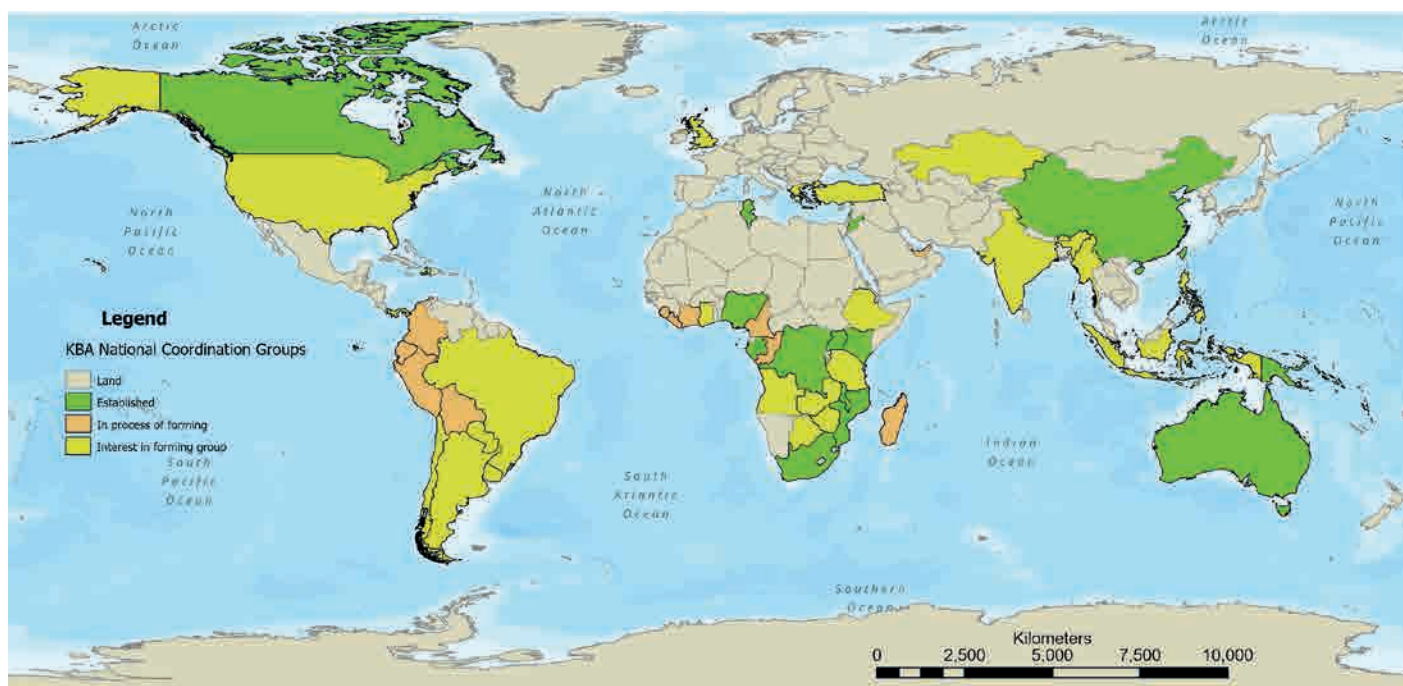 Arctic
Ocean
Arctic
Ocean
North
Pacific
Ocean
North
Atlantic
Ocean
North
Pacific
Ocean
Legend
KBA National Coordination Groups
Land
Established
In process of forming
Interest in forming group
South
Pacific
Ocean
South
Atlantic
Ocean
Indian
Ocean
Southern
Ocean
Kilometers
0 2,500 5,000 7,500 10,000